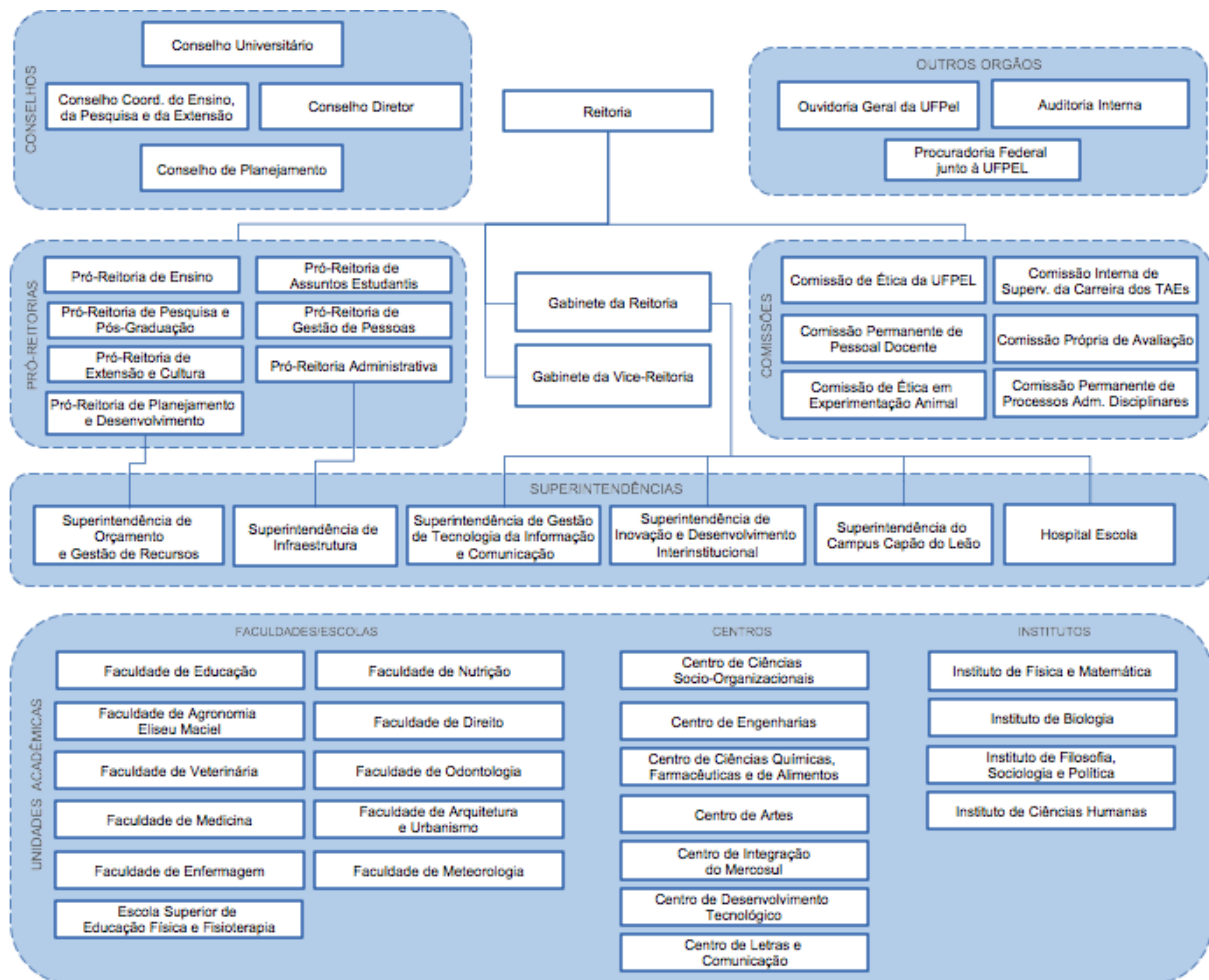 CONSELHOS
Conselho Universitário
Conselho Coord. do Ensino,
da Pesquisa e da Extensão
Conselho Diretor
Conselho de Planejamento
Reitoria
OUTROS ORGÃOS
Ouvidoria Geral da UFPel
Auditoria Interna
Procuradoria Federal
junto à UFPEL
PRÓ-REITORIAS
Pró-Reitoria de Ensino
Pró-Reitoria de
Assuntos Estudantis
Pró-Reitoria de Pesquisa e
Pós-Graduação
Pró-Reitoria de
Gestão de Pessoas
Pró-Reitoria de
Extensão e Cultura
Pró-Reitoria Administrativa
Pró-Reitoria de Planejamento
e Desenvolvimento
Gabinete da Reitoria
Gabinete da Vice-Reitoria
COMISSÕES
Comissão de Ética da UFPEL
Comissão Interna de
Superv. da Carreira dos TAEs
Comissão Permanente de
Pessoal Docente
Comissão Própria de Avaliação
Comissão de Ética em
Experimentação Animal
Comissão Permanente de
Processos Adm. Disciplinares
SUPERINTENDÊNCIAS
Superintendência de
Orçamento
e Gestão de Recursos
Superintendência de
Infraestrutura
Superintendência de Gestão
de Tecnologia da Informação
e Comunicação
Superintendência de
Inovação e Desenvolvimento
Interinstitucional
Superintendência do
Campus Capão do Leão
Hospital Escola
UNIDADES ACADÊMICAS
FACULDADES/ESCOLAS
Faculdade de Educação
Faculdade de Nutrição
Faculdade de Agronomia
Eliseu Maciel
Faculdade de Direito
Faculdade de Veterinária
Faculdade de Odontologia
Faculdade de Medicina
Faculdade de Arquitetura
e Urbanismo
Faculdade de Enfermagem
Faculdade de Meteorologia
Escola Superior de
Educação Física e Fisioterapia
CENTROS
Centro de Ciências
Socio-Organizacionais
Centro de Engenharias
Centro de Ciências Químicas,
Farmacêuticas e de Alimentos
Centro de Artes
Centro de Integração
do Mercosul
Centro de Desenvolvimento
Tecnológico
Centro de Letras e
Comunicação
INSTITUTOS
Instituto de Física e Matemática
Instituto de Biologia
Instituto de Filosofia,
Sociologia e Política
Instituto de Ciências Humanas